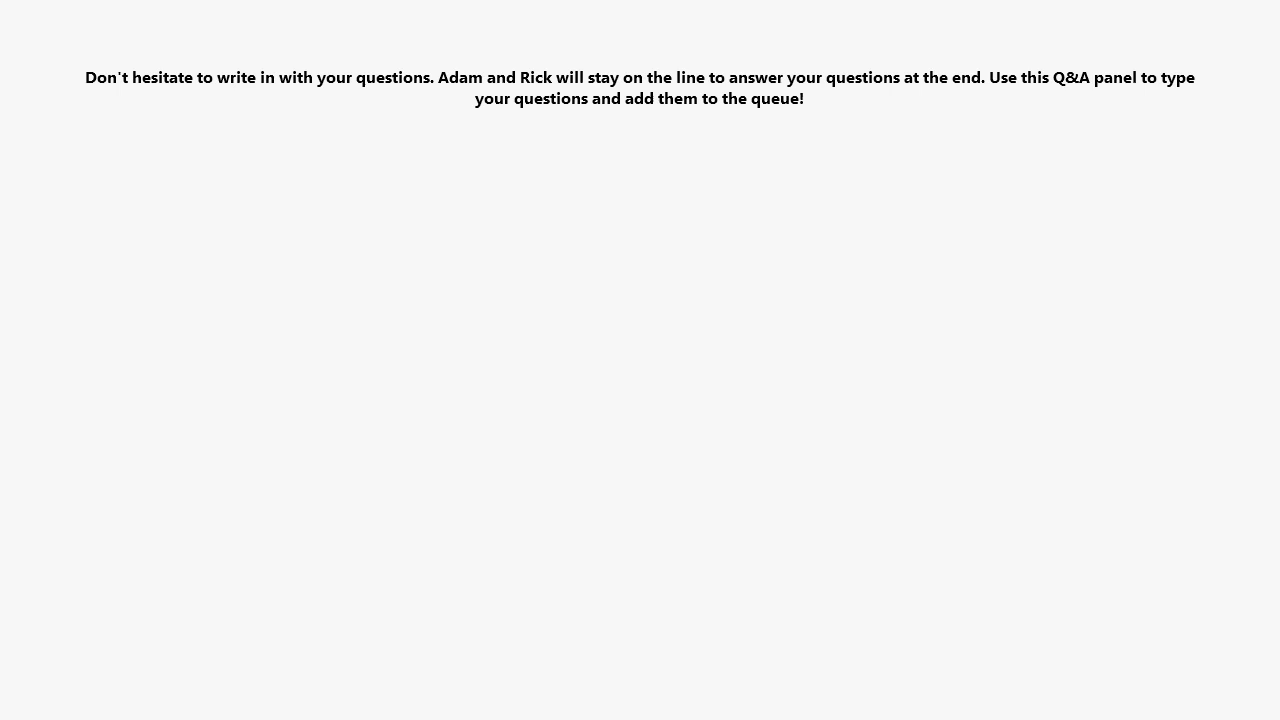 Don't hesitate to write in with your questions. Adam and Rick will stay on the line to answer your questions at the end. Use this Q&A panel to type
your questions and add them to the queue!